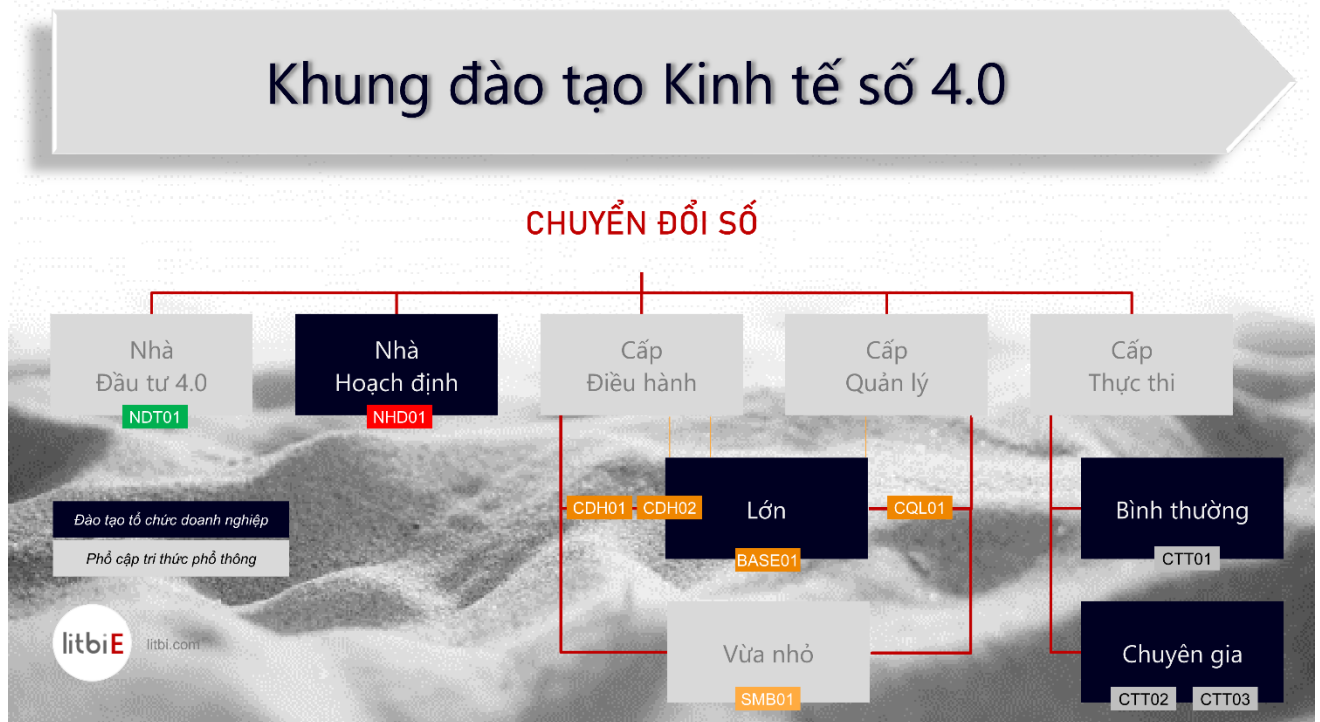 Khung đào tạo Kinh tế số 4.0
CHUYỂN ĐỔI SỐ
Nhà
Đầu tư 4.0
NDT01
Nhà
Hoạch định
NHD01
Cấp
Điều hành
Cấp
Quản lý
Cấp
Thực thi
CDH01
CDH02
Lớn
BASE01
CQL01
Bình thường
CTT01
Đào tạo tổ chức doanh nghiệp
Phổ cập tri thức phổ thông
litbiE
litbi.com
Vừa nhỏ
SMB01
Chuyên gia
CTT02
CTT03